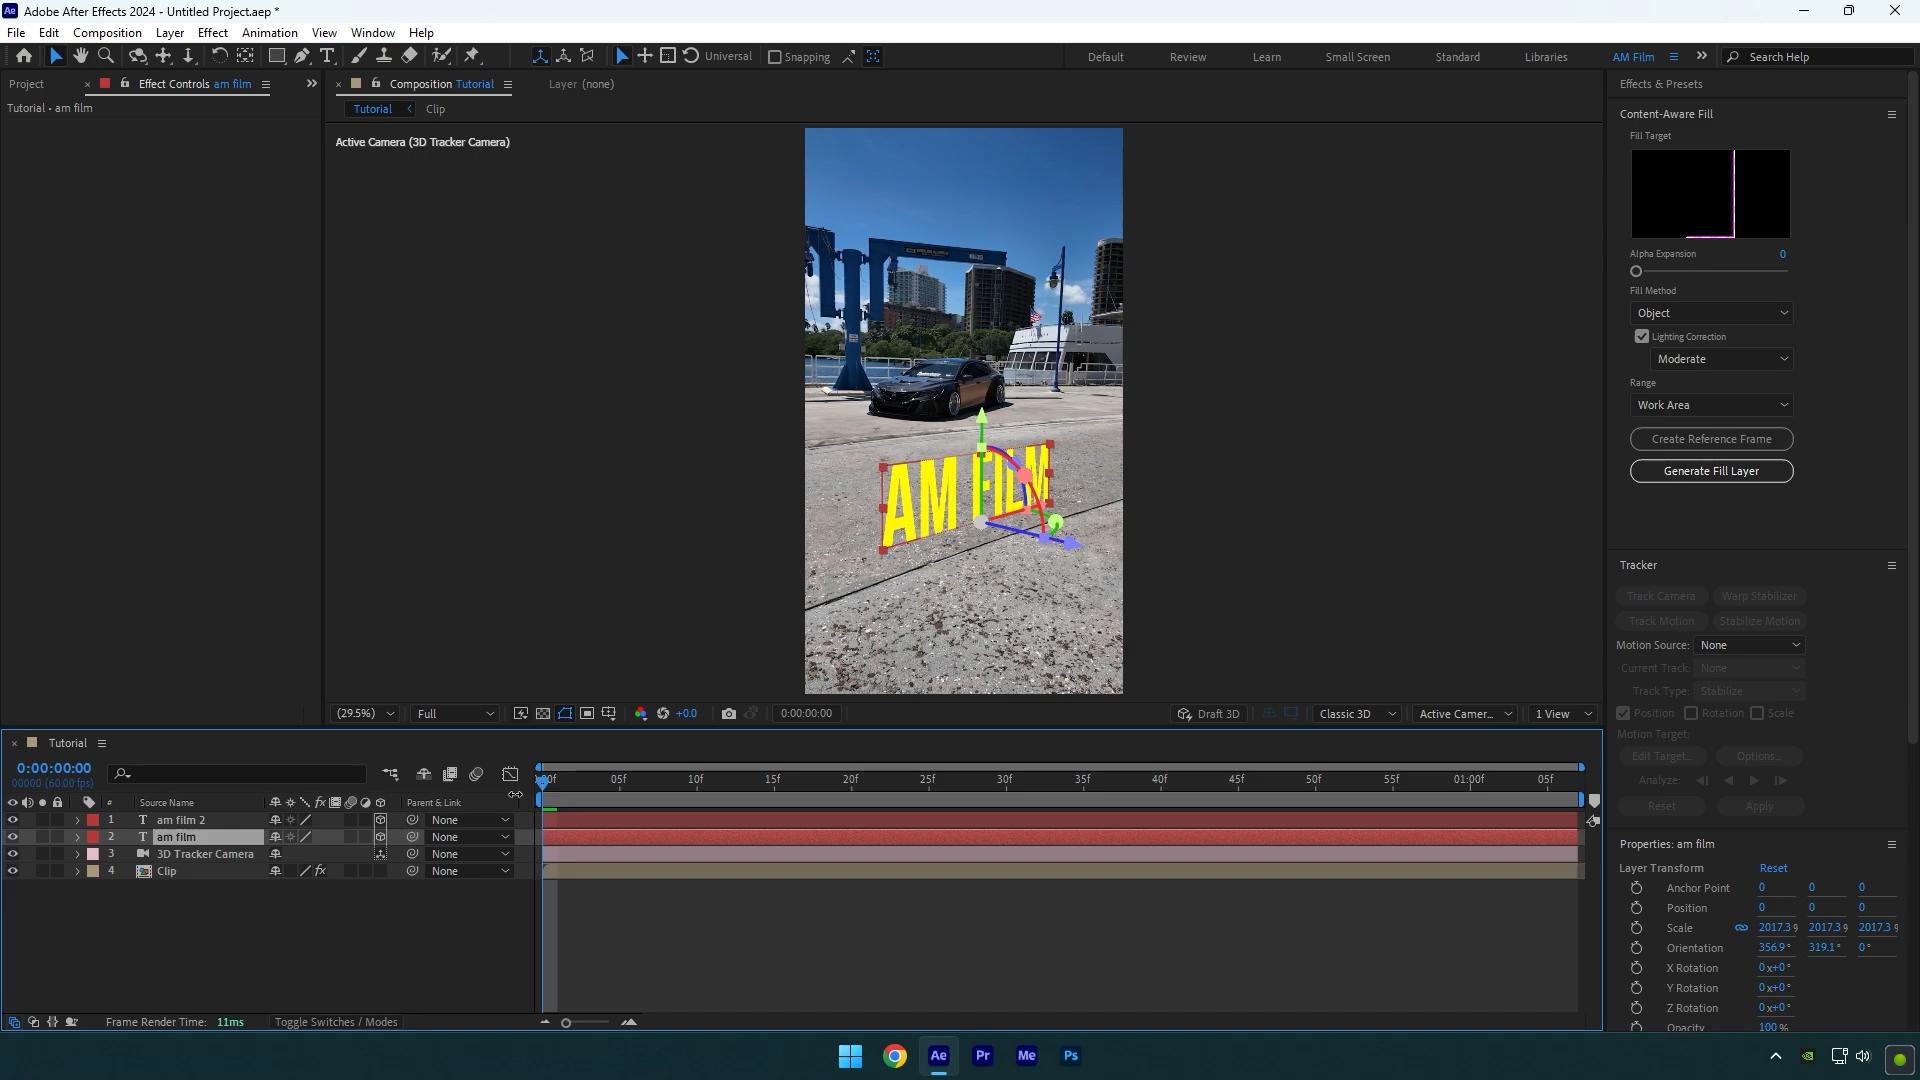 Adobe After Effects 2024 - Untitled Project.aep *
File Edit Composition Layer Effect Animation View Window Help
Universal Snapping Default Review Learn Small Screen Standard Libraries AM Film Search Help
Project Effect Controls am film Composition Tutorial Layer (none) Effects & Presets
Tutorial • am film
Tutorial Clip
Active Camera (3D Tracker Camera)
AM FILM
Content-Aware Fill
Fill Target
Alpha Expansion 0
Fill Method
Object
Lighting Correction
Moderate
Range
Work Area
Create Reference Frame
Generate Fill Layer
Tracker
Track Camera Warp Stabilizer
Track Motion Stabilize Motion
Motion Source: None
Current Track: None
Track Type: Stabilize
Position Rotation Scale
Motion Target:
Edit Target... Options...
Analyze:
Reset Apply
(29.5%) Full +0.0 0:00:00:00 Draft 3D Classic 3D Active Camer... 1 View
Tutorial
0:00:00:00
00000 (60.00 fps)
:00f 05f 10f 15f 20f 25f 30f 35f 40f 45f 50f 55f 01:00f 05f
# Source Name fx Parent & Link
1 T am film 2 None
2 T am film None
3 3D Tracker Camera None
4 Clip fx None
Frame Render Time: 11ms Toggle Switches / Modes
Properties: am film
Layer Transform Reset
Anchor Point 0 0 0
Position 0 0 0
Scale 2017.3 % 2017.3 % 2017.3 %
Orientation 356.9° 319.1° 0°
X Rotation 0x+0°
Y Rotation 0x+0°
Z Rotation 0x+0°
Opacity 100 %
Ae Pr Me Ps